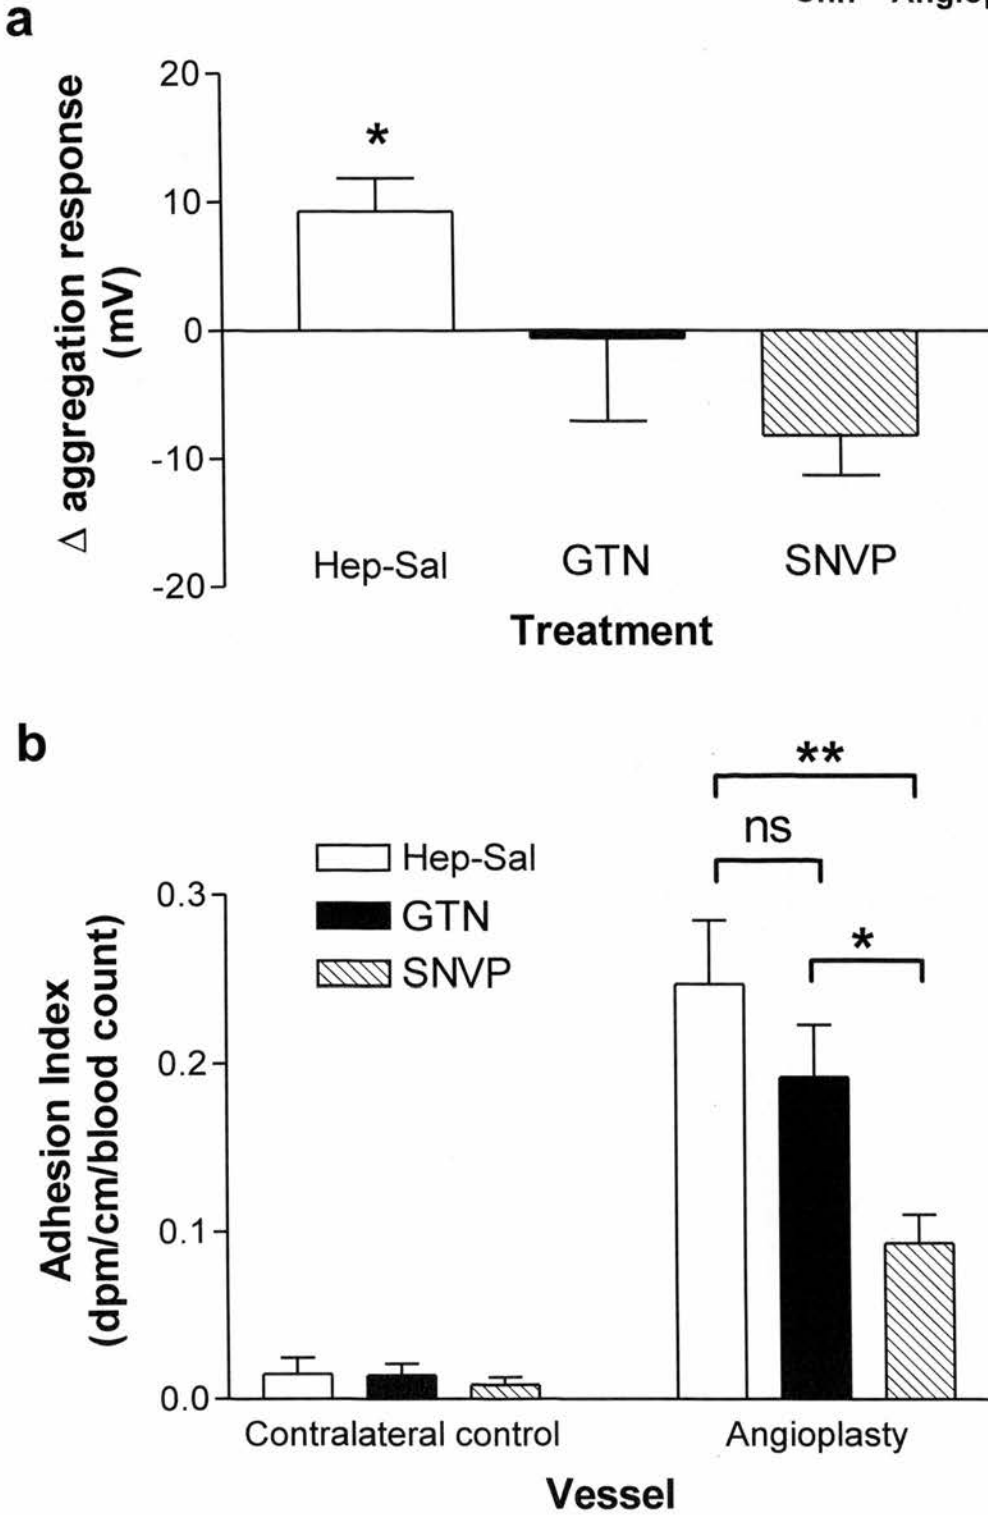 a
20
10
0
-10
-20
Δ aggregation response
(mV)
*
Hep-Sal GTN SNVP
Treatment
b
**
ns
*
Hep-Sal
GTN
SNVP
0.3
0.2
0.1
0.0
Adhesion Index
(dpm/cm/blood count)
Contralateral control Angioplasty
Vessel